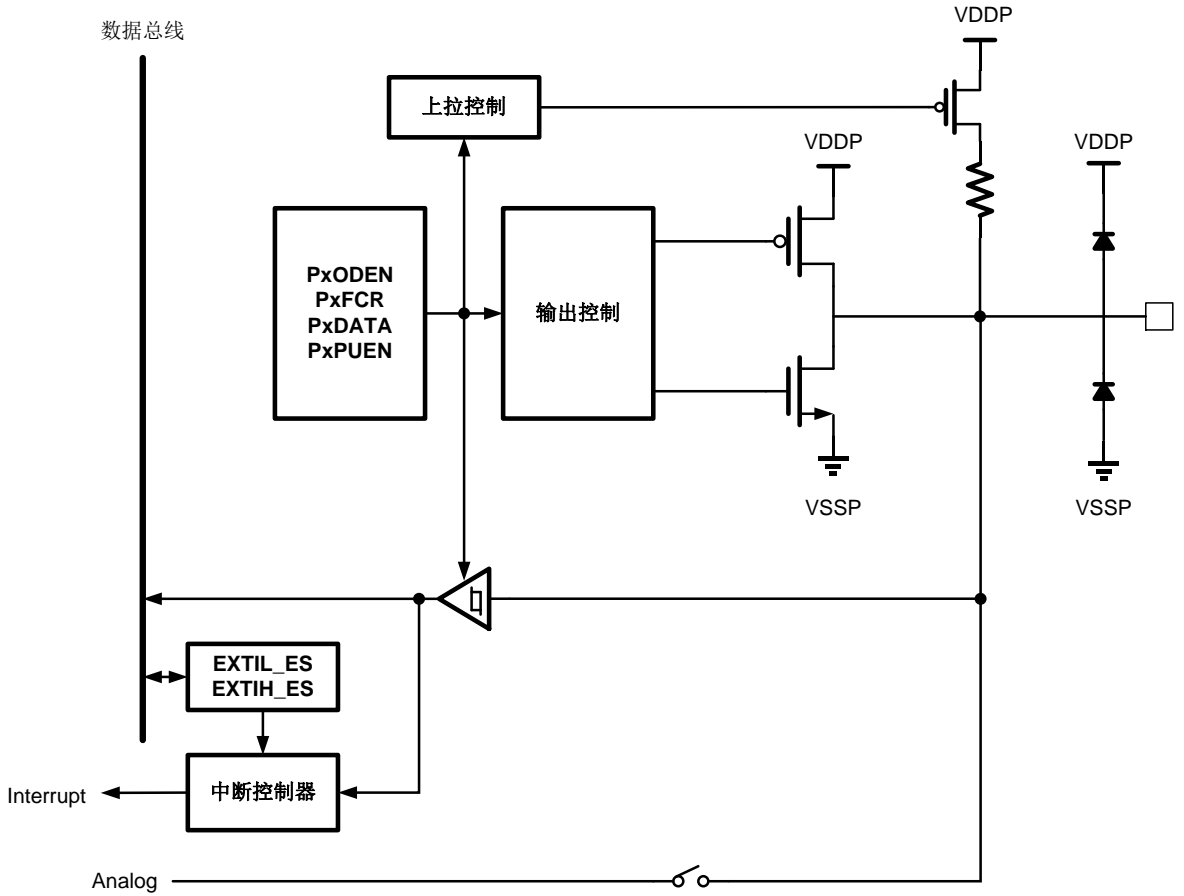 数据总线
VDDP
上拉控制
VDDP
VDDP
PxODEN
PxFCR
PxDATA
PxPUEN
输出控制
VSSP
VSSP
EXTIL_ES
EXTIH_ES
中断控制器
Interrupt
Analog